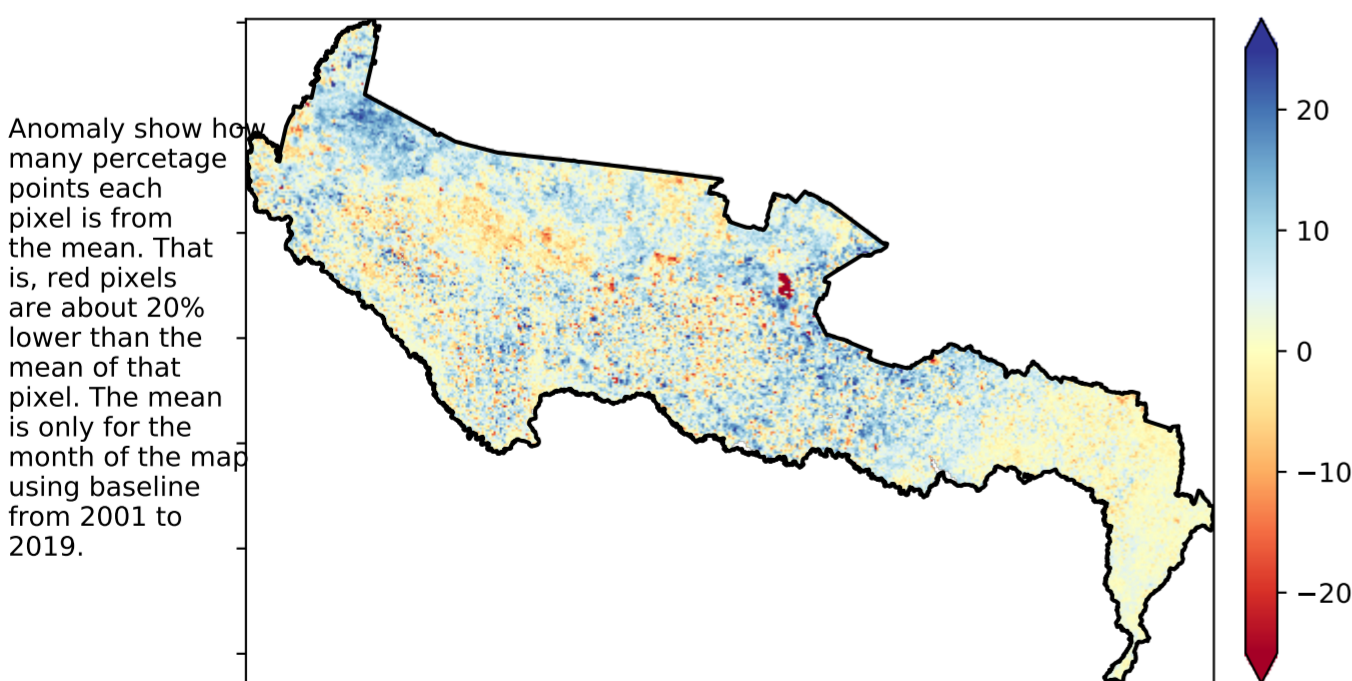 Anomaly show how
many percetage
points each
pixel is from
the mean. That
is, red pixels
are about 20%
lower than the
mean of that
pixel. The mean
is only for the
month of the map
using baseline
from 2001 to
2019.
20
10
0
−10
−20